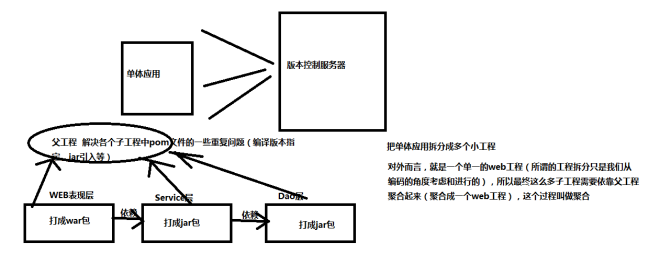 单体应用
版本控制服务器
父工程 解决各个子工程中pom文件的一些重复问题（编译版本指
定，jar引入等）
把单体应用拆分成多个小工程
对外而言，就是一个单一的web工程（所谓的工程拆分只是我们从
编码的角度考虑和进行的），所以最终这么多子工程需要依靠父工程
聚合起来（聚合成一个web工程），这个过程叫做聚合
WEB表现层
Service层
Dao层
打成war包
依赖
打成jar包
依赖
打成jar包